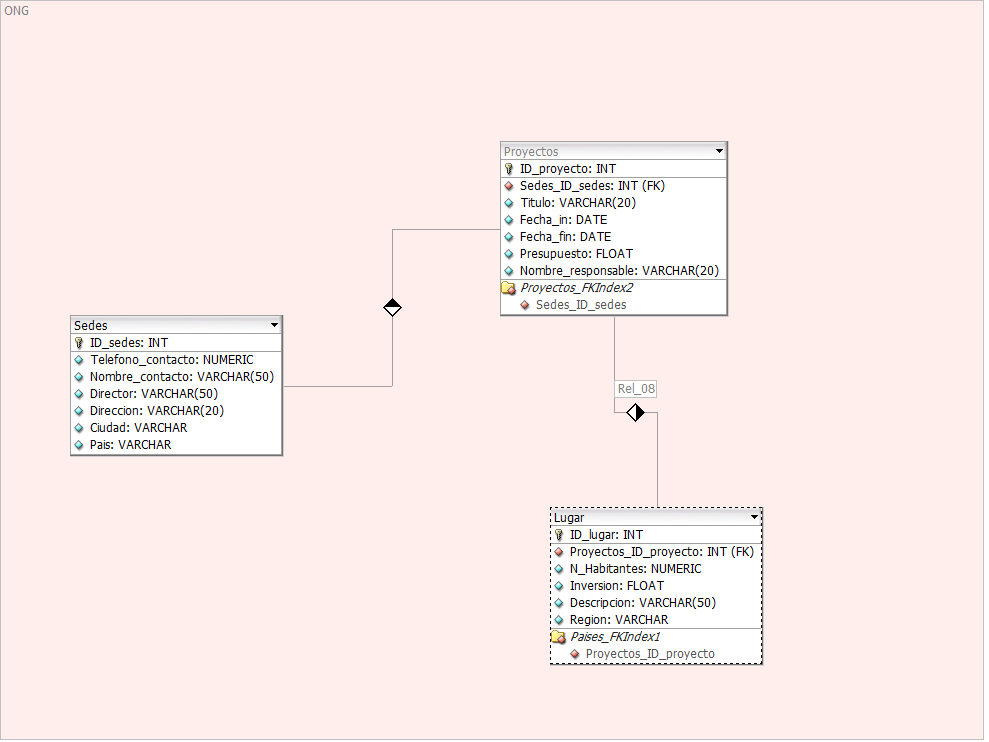 ONG
Proyectos
ID_proyecto: INT
Sedes_ID_sedes: INT (FK)
Titulo: VARCHAR(20)
Fecha_in: DATE
Fecha_fin: DATE
Presupuesto: FLOAT
Nombre_responsable: VARCHAR(20)
Proyectos_FKIndex2
Sedes_ID_sedes
Sedes
ID_sedes: INT
Telefono_contacto: NUMERIC
Nombre_contacto: VARCHAR(50)
Director: VARCHAR(50)
Direccion: VARCHAR(20)
Ciudad: VARCHAR
Pais: VARCHAR
Rel_08
Lugar
ID_lugar: INT
Proyectos_ID_proyecto: INT (FK)
N_Habitantes: NUMERIC
Inversion: FLOAT
Descripcion: VARCHAR(50)
Region: VARCHAR
Paises_FKIndex1
Proyectos_ID_proyecto